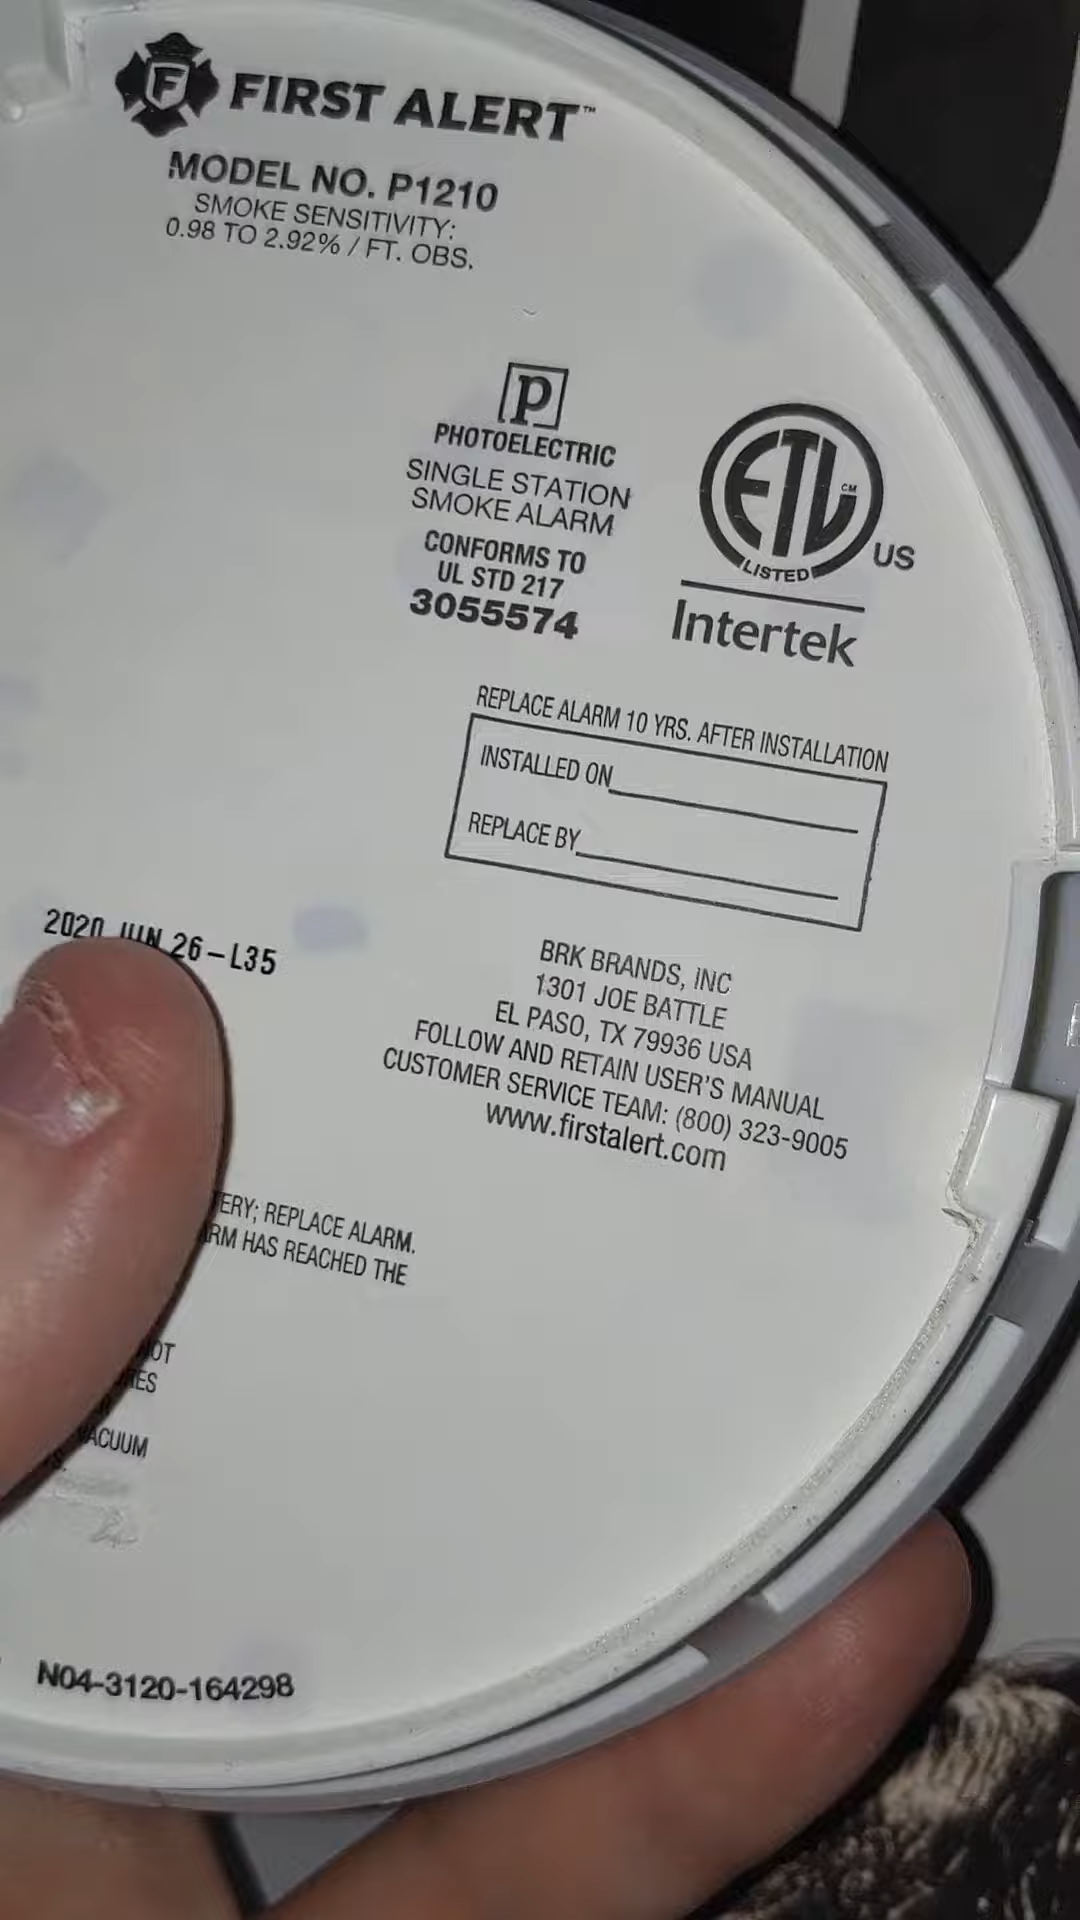 F FIRST ALERT™
MODEL NO. P1210
SMOKE SENSITIVITY:
0.98 TO 2.92% / FT. OBS.
P
PHOTOELECTRIC
SINGLE STATION
SMOKE ALARM
CONFORMS TO
UL STD 217
3055574
ETL CM
LISTED
US
Intertek
REPLACE ALARM 10 YRS. AFTER INSTALLATION
INSTALLED ON
REPLACE BY
2020 JUN 26-L35
BRK BRANDS, INC
1301 JOE BATTLE
EL PASO, TX 79936 USA
FOLLOW AND RETAIN USER'S MANUAL
CUSTOMER SERVICE TEAM: (800) 323-9005
www.firstalert.com
TERY; REPLACE ALARM.
ARM HAS REACHED THE
VACUUM
N04-3120-164298